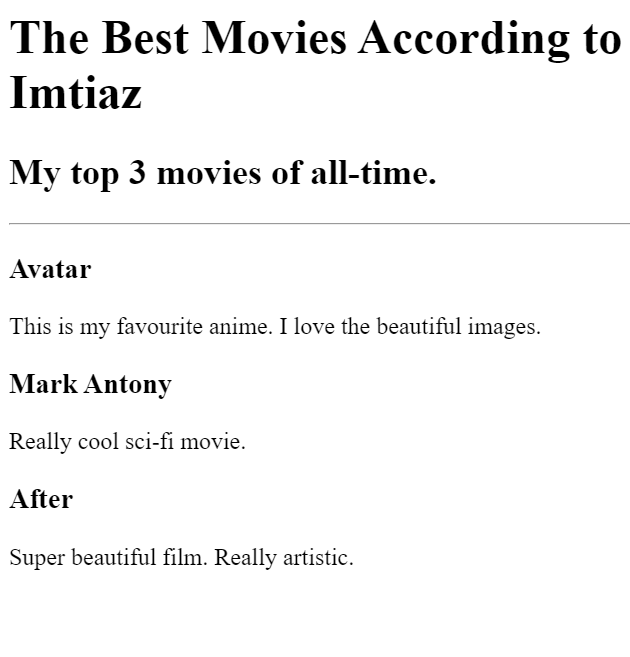 The Best Movies According to
Imtiaz
My top 3 movies of all-time.
Avatar
This is my favourite anime. I love the beautiful images.
Mark Antony
Really cool sci-fi movie.
After
Super beautiful film. Really artistic.